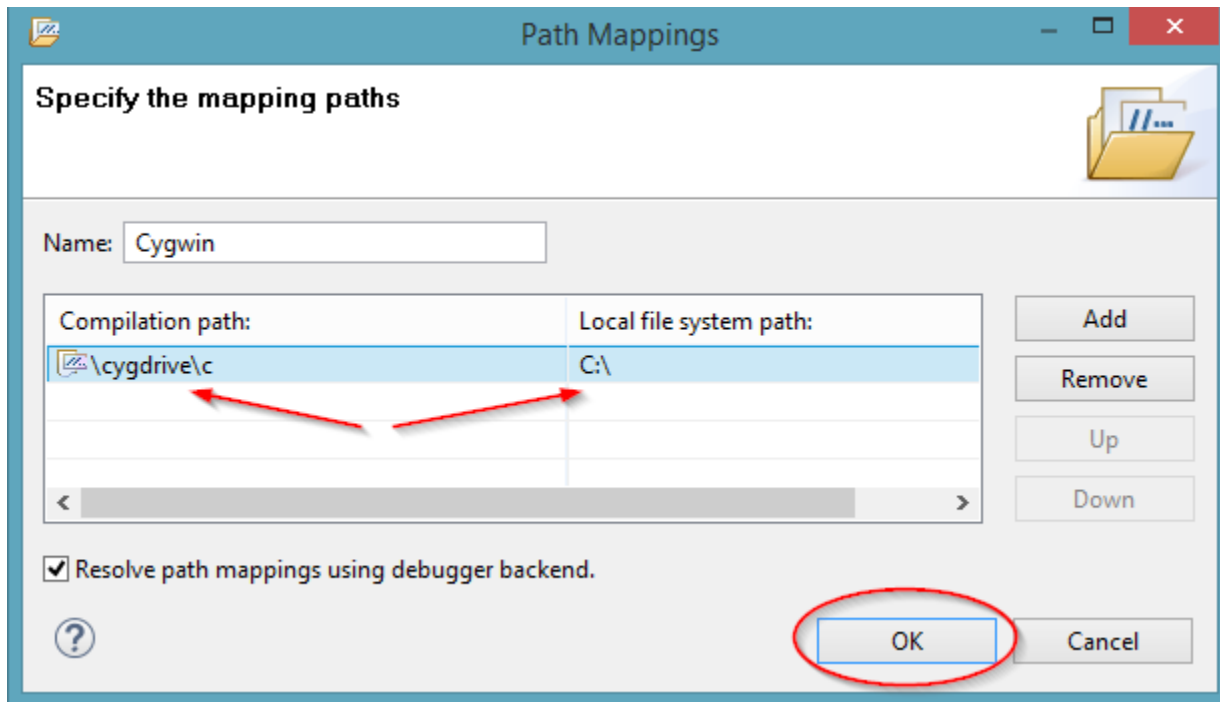 Path Mappings
Specify the mapping paths
//...
Name: Cygwin
Compilation path: Local file system path:
\cygdrive\c C:\
Add
Remove
Up
Down
Resolve path mappings using debugger backend.
?
OK Cancel